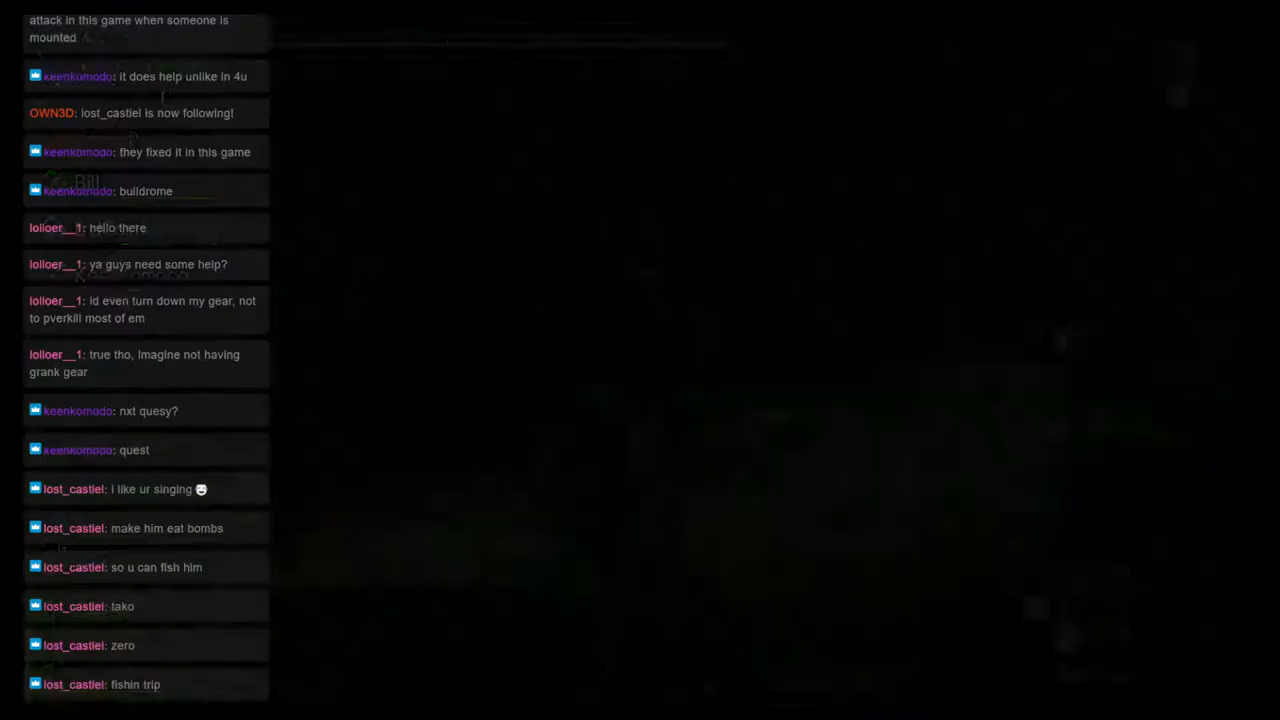 attack in this game when someone is
mounted
keenkomodo: it does help unlike in 4u
OWN3D: lost_castiel is now following!
keenkomodo: they fixed it in this game
Bill
keenkomodo: bulldrome
lolloer__1: hello there
lolloer__1: ya guys need some help?
lolloer__1: id even turn down my gear, not
to pverkill most of em
lolloer__1: true tho, Imagine not having
grank gear
keenkomodo: nxt quesy?
keenkomodo: quest
lost_castiel: i like ur singing
lost_castiel: make him eat bombs
lost_castiel: so u can fish him
lost_castiel: tako
lost_castiel: zero
lost_castiel: fishin trip